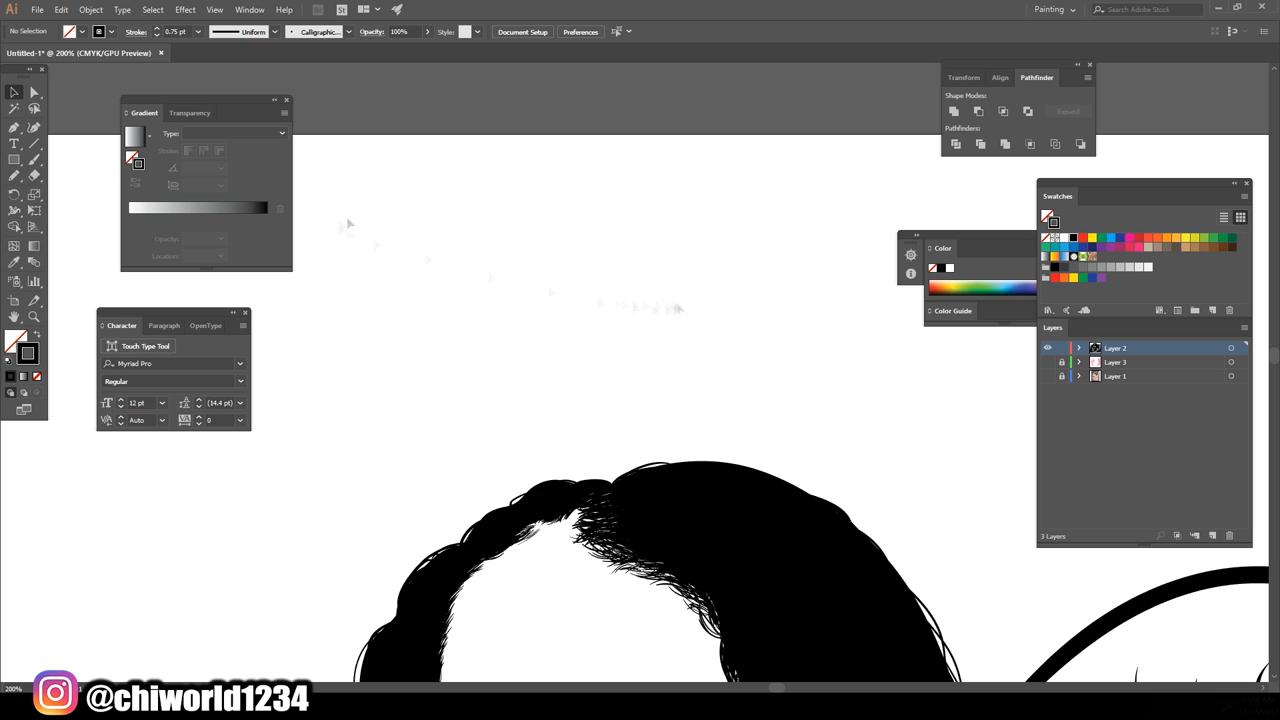 Ai File Edit Object Type Select Effect View Window Help Br St Painting Search Adobe Stock
No Selection Stroke: 0.75 pt Uniform Calligraphic... Opacity: 100% Style: Document Setup Preferences
Untitled-1* @ 200% (CMYK/GPU Preview)
Transform Align Pathfinder
Shape Modes:
Expand
Pathfinders:
Gradient Transparency
Type:
Stroke:
Opacity:
Location:
Swatches
Color
Color Guide
Character Paragraph OpenType
Touch Type Tool
Myriad Pro
Regular
12 pt (14.4 pt)
Auto 0
Layers
Layer 2
Layer 3
Layer 1
3 Layers
200%
@chiworld1234